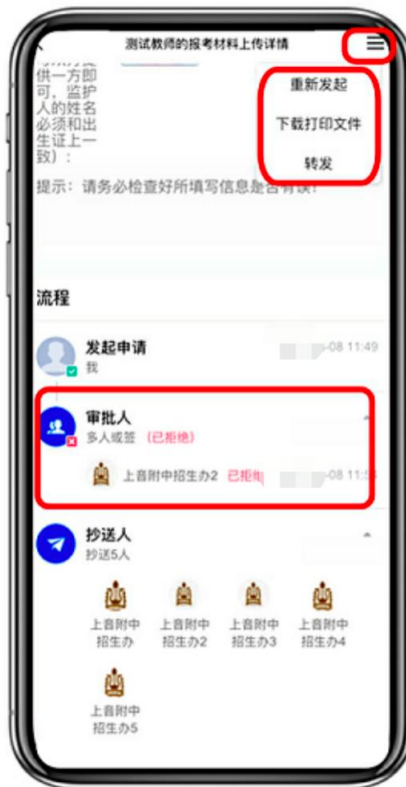 测试教师的报考材料上传详情
供一方即
可，监护
人的姓名
必须和出
生证上一
致）：
重新发起
下载打印文件
转发
提示：请务必检查好所填写信息是否有误！
流程
发起申请
我
-08 11:49
审批人
多人或签 （已拒绝）
上音附中招生办2 已拒绝
-08 11:5
抄送人
抄送5人
上音附中
招生办
上音附中
招生办2
上音附中
招生办3
上音附中
招生办4
上音附中
招生办5